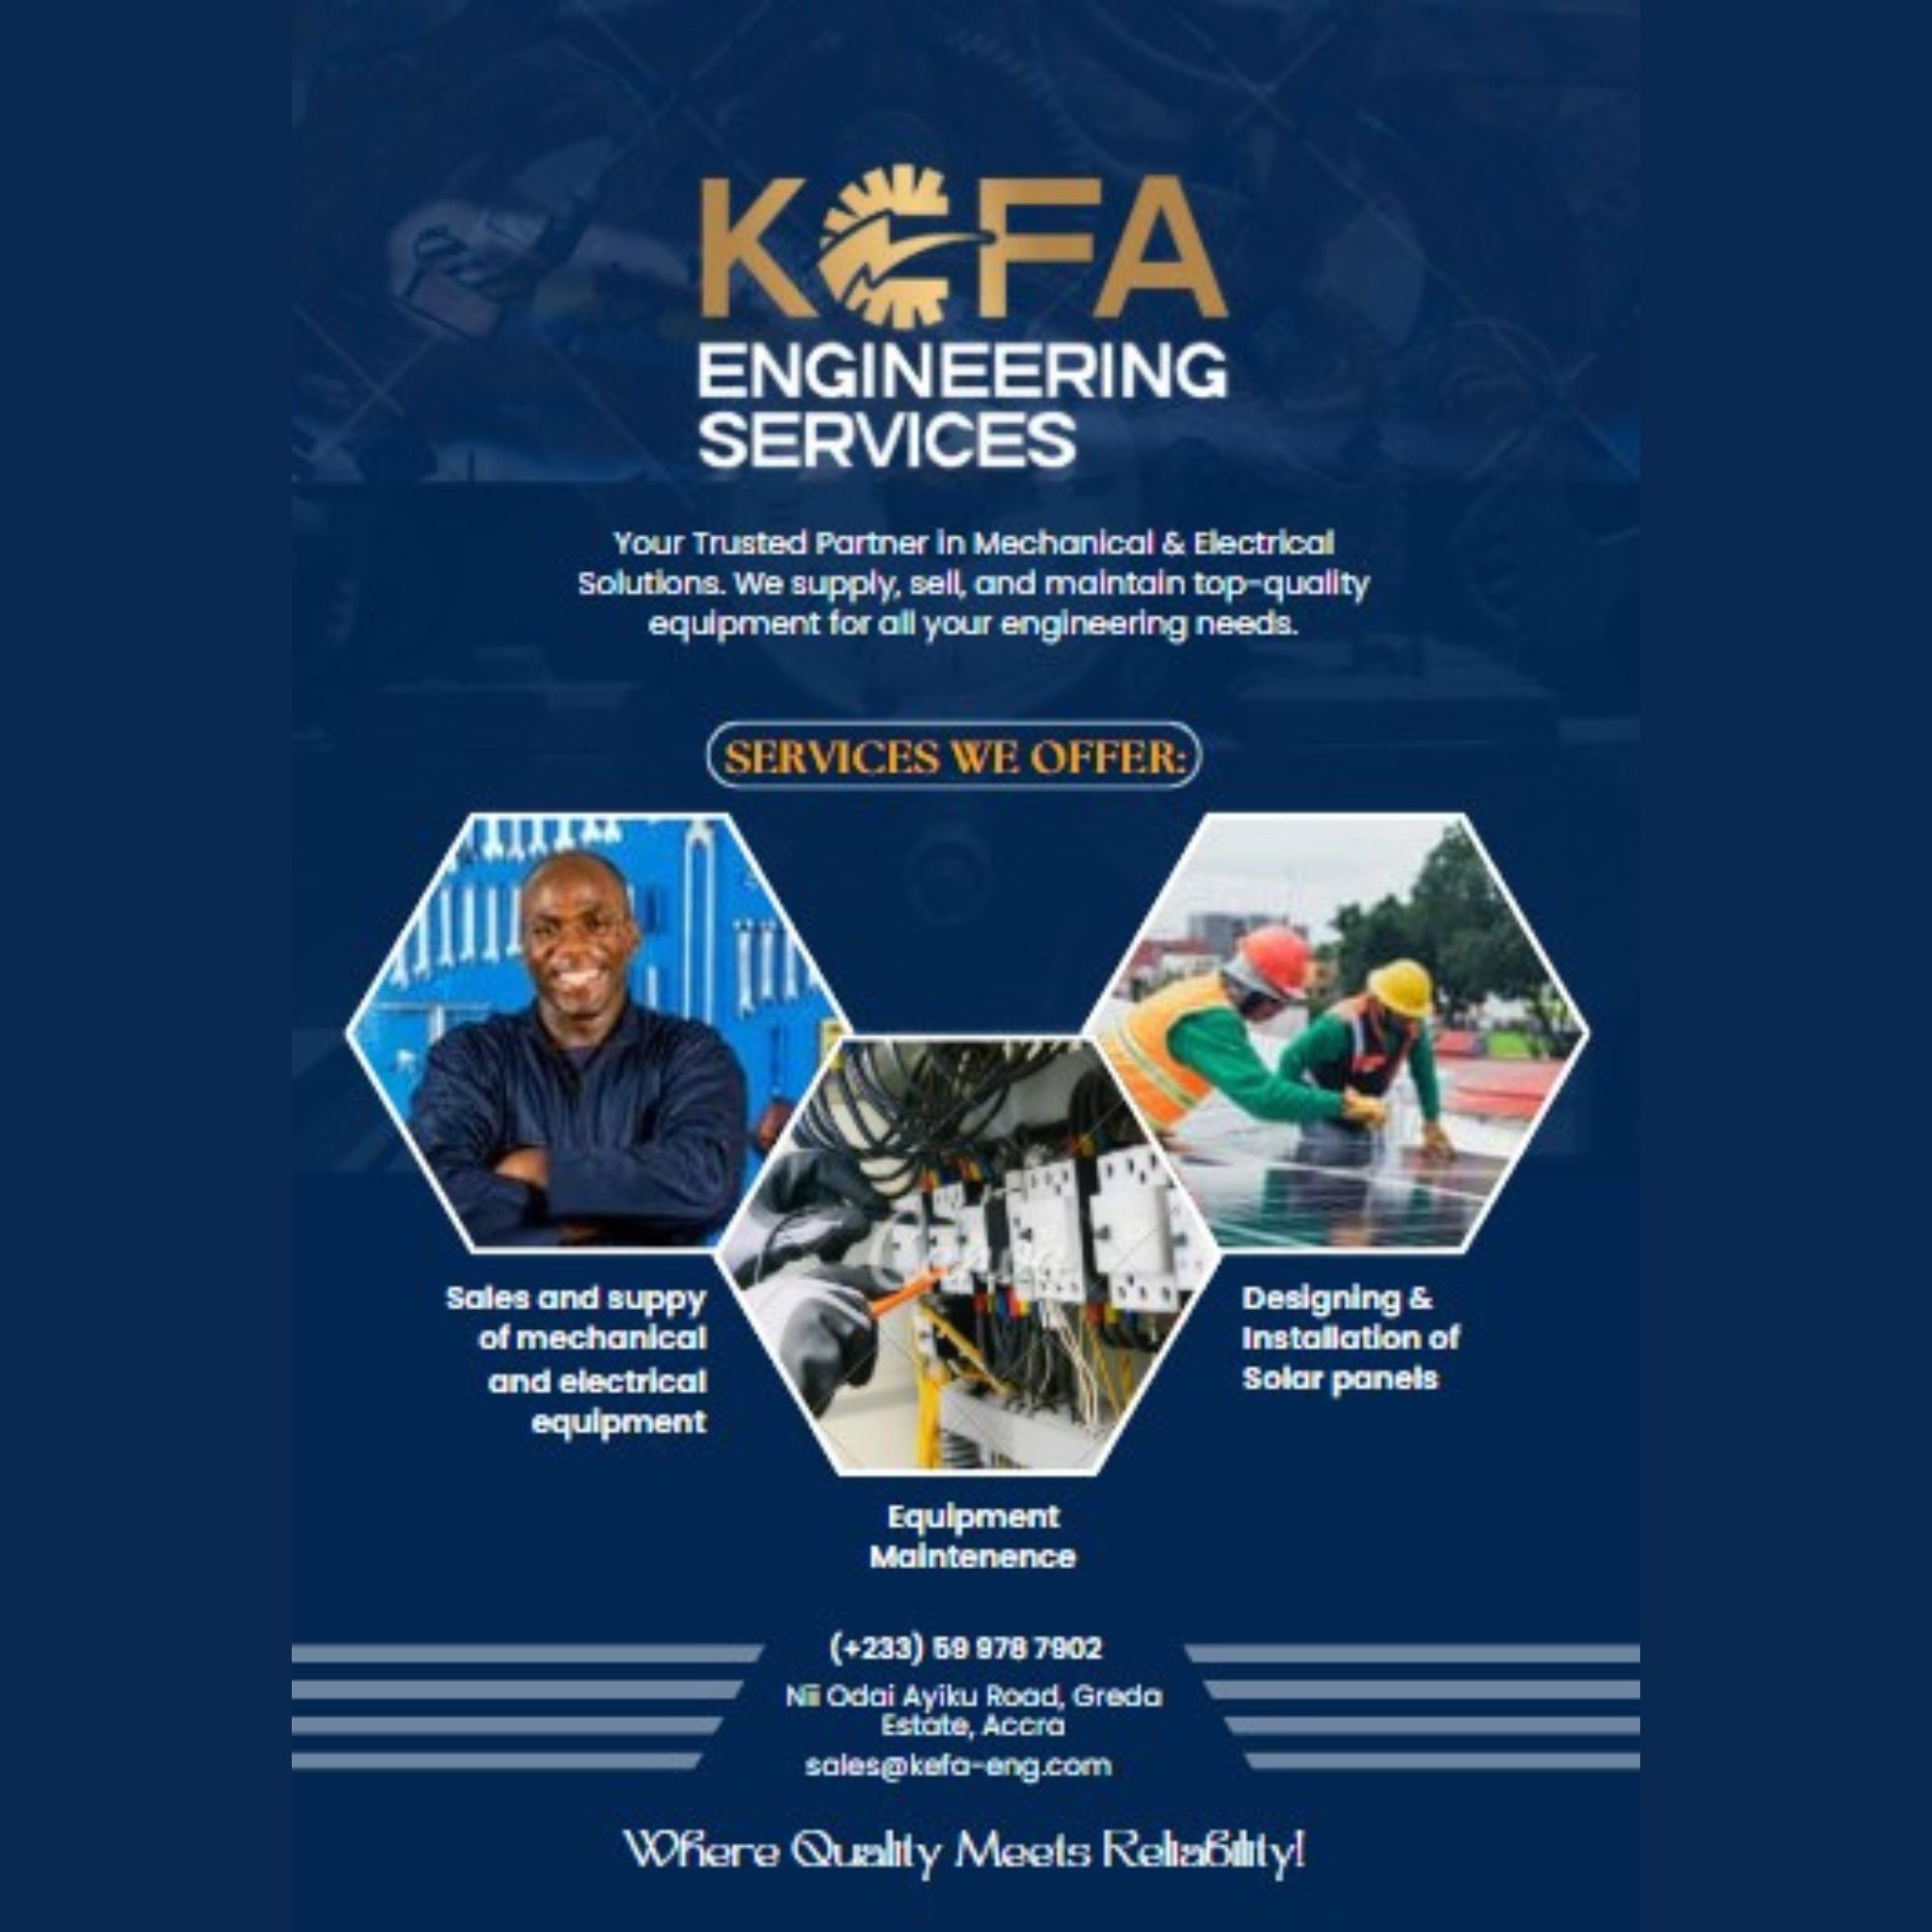 KEFA
ENGINEERING
SERVICES
Your Trusted Partner in Mechanical & Electrical
Solutions. We supply, sell, and maintain top-quality
equipment for all your engineering needs.
SERVICES WE OFFER:
Sales and suppy
of mechanical
and electrical
equipment
Equipment
Maintenence
Designing &
Installation of
Solar panels
(+233) 59 978 7902
Nii Odai Ayiku Road, Greda
Estate, Accra
sales@kefa-eng.com
Where Quality Meets Reliability!